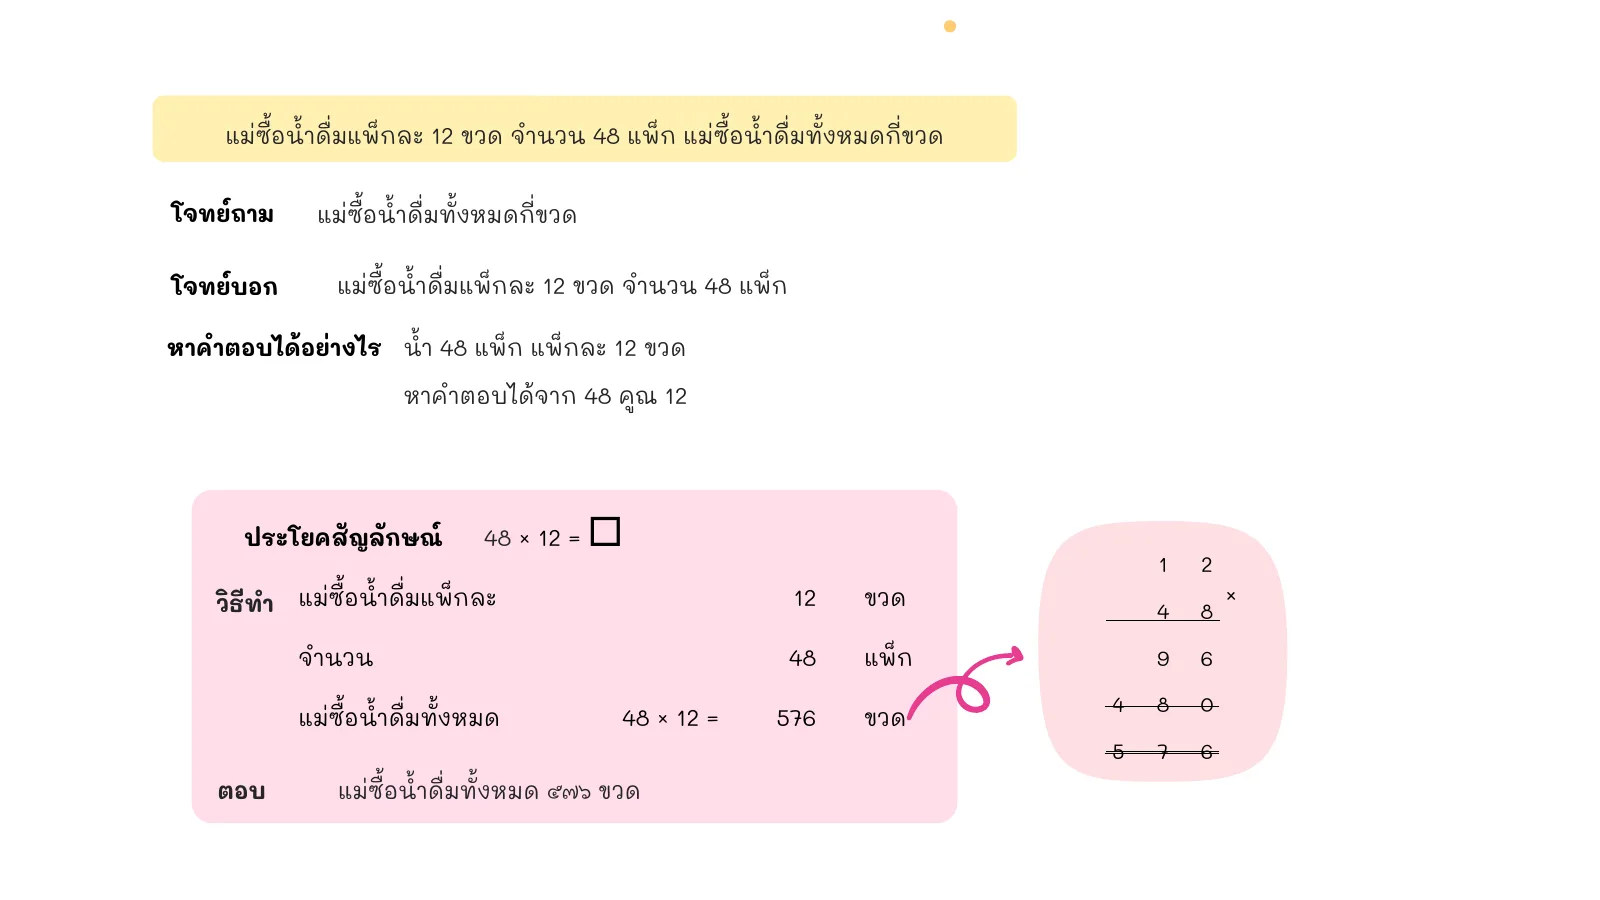 แม่ซื้อน้ำดื่มแพ็กละ 12 ขวด จำนวน 48 แพ็ก แม่ซื้อน้ำดื่มทั้งหมดกี่ขวด
โจทย์ถาม แม่ซื้อน้ำดื่มทั้งหมดกี่ขวด
โจทย์บอก แม่ซื้อน้ำดื่มแพ็กละ 12 ขวด จำนวน 48 แพ็ก
หาคำตอบได้อย่างไร น้ำ 48 แพ็ก แพ็กละ 12 ขวด
หาคำตอบได้จาก 48 คูณ 12
ประโยคสัญลักษณ์ 48 × 12 = □
วิธีทำ แม่ซื้อน้ำดื่มแพ็กละ 12 ขวด
จำนวน 48 แพ็ก
แม่ซื้อน้ำดื่มทั้งหมด 48 × 12 = 576 ขวด
ตอบ แม่ซื้อน้ำดื่มทั้งหมด ๕๗๖ ขวด
1 2
×
4 8
9 6
4 8 0
5 7 6